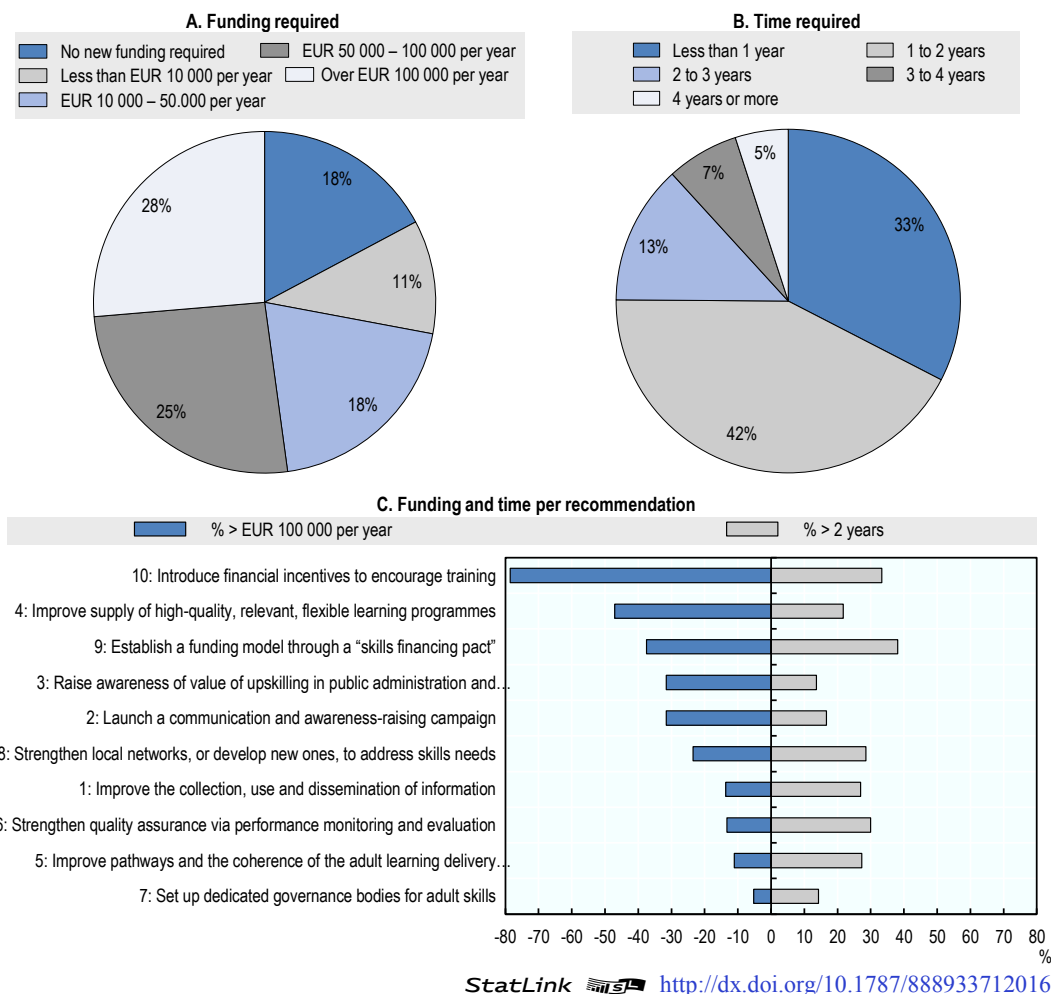 A. Funding required
No new funding required
EUR 50 000 – 100 000 per year
Less than EUR 10 000 per year
Over EUR 100 000 per year
EUR 10 000 – 50.000 per year
18%
11%
18%
25%
28%
B. Time required
Less than 1 year
1 to 2 years
2 to 3 years
3 to 4 years
4 years or more
33%
42%
13%
7%
5%
C. Funding and time per recommendation
% > EUR 100 000 per year
% > 2 years
10: Introduce financial incentives to encourage training
4: Improve supply of high-quality, relevant, flexible learning programmes
9: Establish a funding model through a “skills financing pact”
3: Raise awareness of value of upskilling in public administration and…
2: Launch a communication and awareness-raising campaign
8: Strengthen local networks, or develop new ones, to address skills needs
1: Improve the collection, use and dissemination of information
6: Strengthen quality assurance via performance monitoring and evaluation
5: Improve pathways and the coherence of the adult learning delivery…
7: Set up dedicated governance bodies for adult skills
-80 -70 -60 -50 -40 -30 -20 -10 0 10 20 30 40 50 60 70 80
%
StatLink http://dx.doi.org/10.1787/888933712016